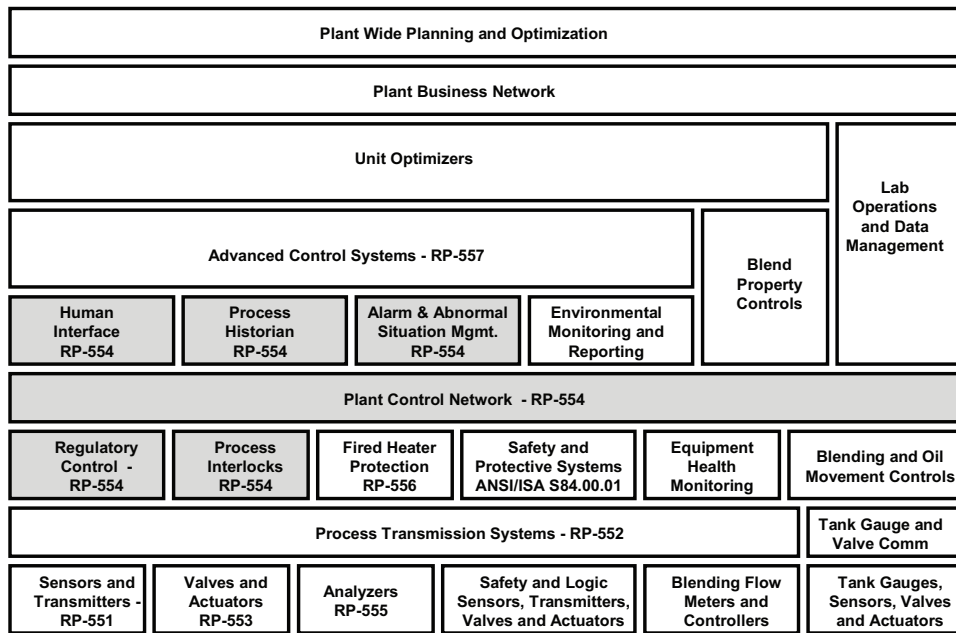 Plant Wide Planning and Optimization
Plant Business Network
Unit Optimizers
Lab
Operations
and Data
Management
Advanced Control Systems - RP-557
Blend
Property
Controls
Human
Interface
RP-554
Process
Historian
RP-554
Alarm & Abnormal
Situation Mgmt.
RP-554
Environmental
Monitoring and
Reporting
Plant Control Network - RP-554
Regulatory
Control -
RP-554
Process
Interlocks
RP-554
Fired Heater
Protection
RP-556
Safety and
Protective Systems
ANSI/ISA S84.00.01
Equipment
Health
Monitoring
Blending and Oil
Movement Controls
Process Transmission Systems - RP-552
Tank Gauge and
Valve Comm
Sensors and
Transmitters -
RP-551
Valves and
Actuators
RP-553
Analyzers
RP-555
Safety and Logic
Sensors, Transmitters,
Valves and Actuators
Blending Flow
Meters and
Controllers
Tank Gauges,
Sensors, Valves
and Actuators